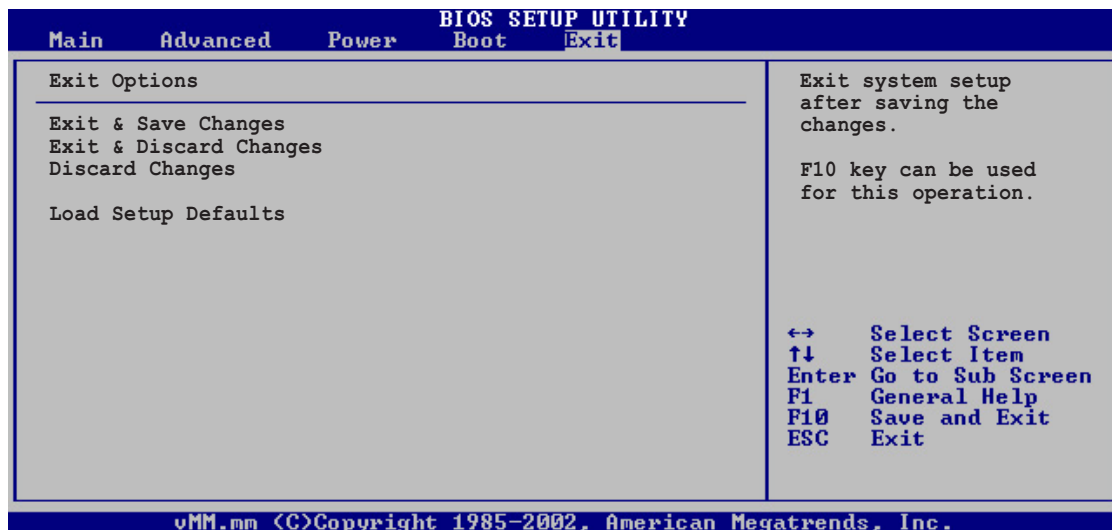 BIOS SETUP UTILITY
Main Advanced Power Boot Exit
Exit Options
Exit & Save Changes
Exit & Discard Changes
Discard Changes
Load Setup Defaults
Exit system setup
after saving the
changes.
F10 key can be used
for this operation.
←→ Select Screen
↑↓ Select Item
Enter Go to Sub Screen
F1 General Help
F10 Save and Exit
ESC Exit
vMM.mm (C)Copyright 1985-2002, American Megatrends, Inc.